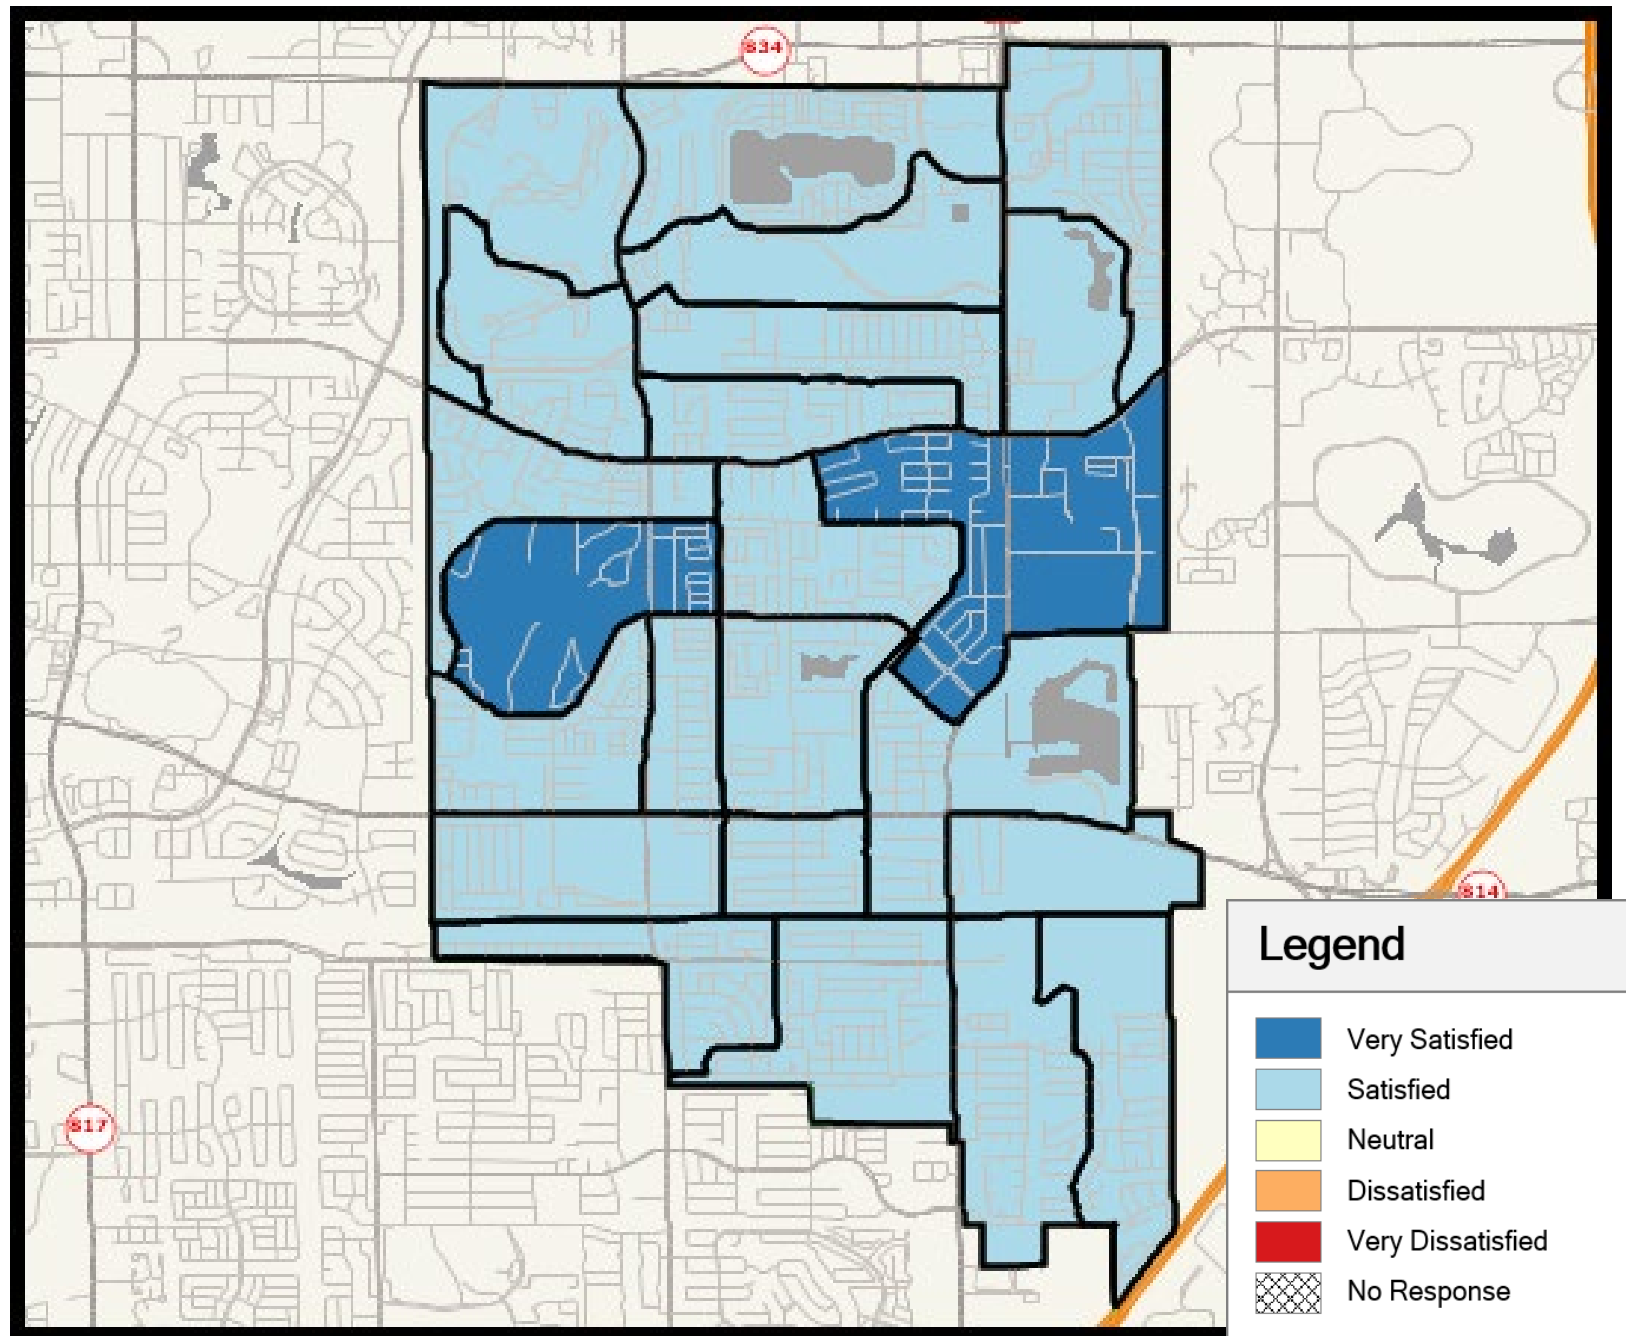 834
814
Legend
Very Satisfied
Satisfied
Neutral
Dissatisfied
Very Dissatisfied
No Response
817